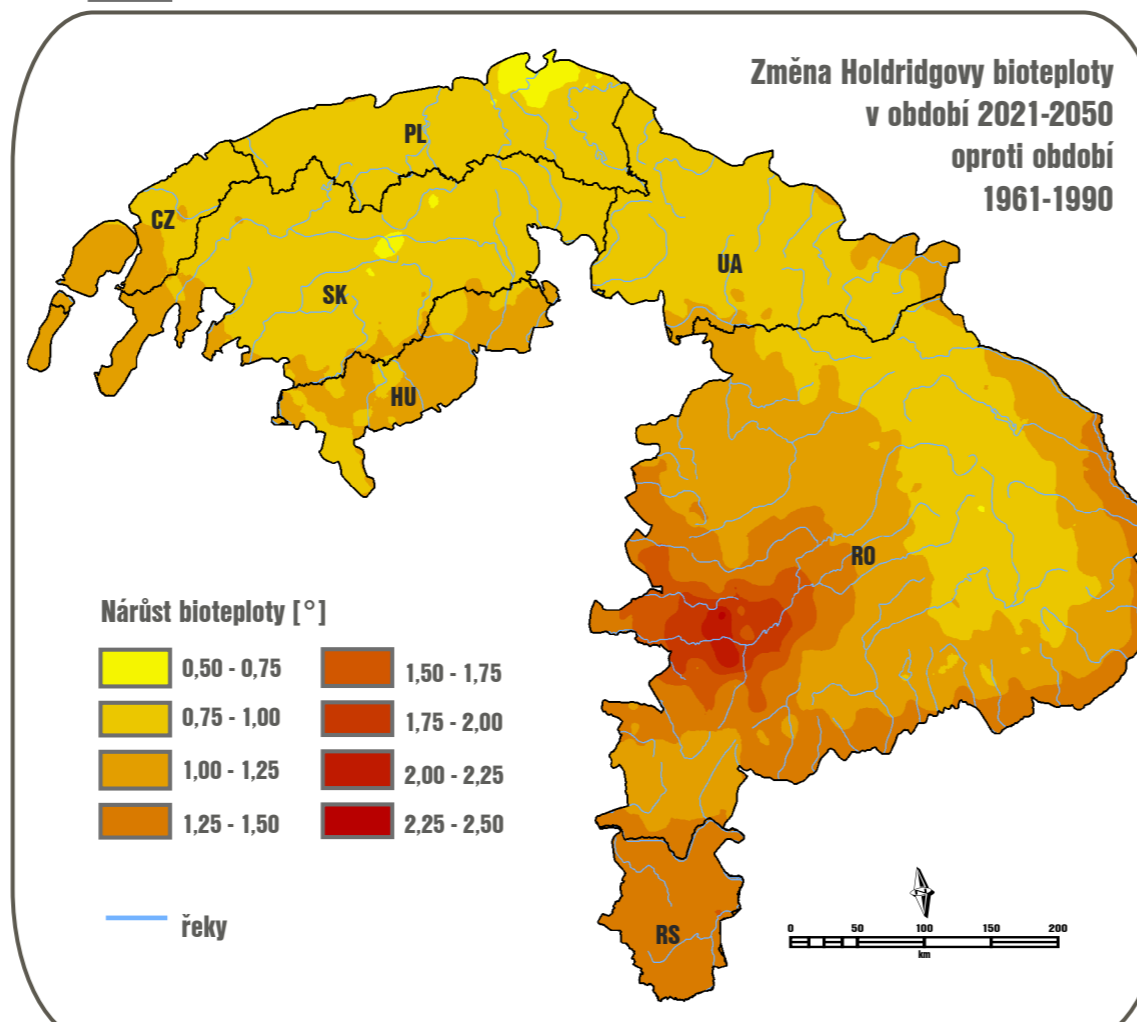 Změna Holdridgovy bioteploty
v období 2021-2050
oproti období
1961-1990
PL
CZ
SK
UA
HU
RO
RS
Nárůst bioteploty [°]
0,50 - 0,75
0,75 - 1,00
1,00 - 1,25
1,25 - 1,50
1,50 - 1,75
1,75 - 2,00
2,00 - 2,25
2,25 - 2,50
řeky
0 50 100 150 200
km